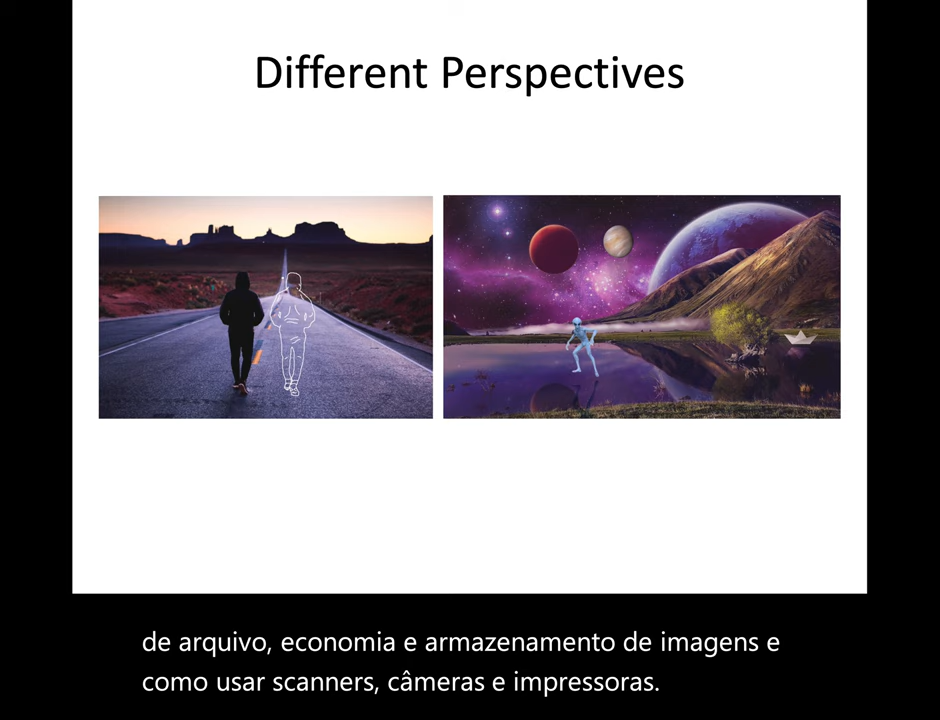 Different Perspectives
de arquivo, economia e armazenamento de imagens e
como usar scanners, câmeras e impressoras.